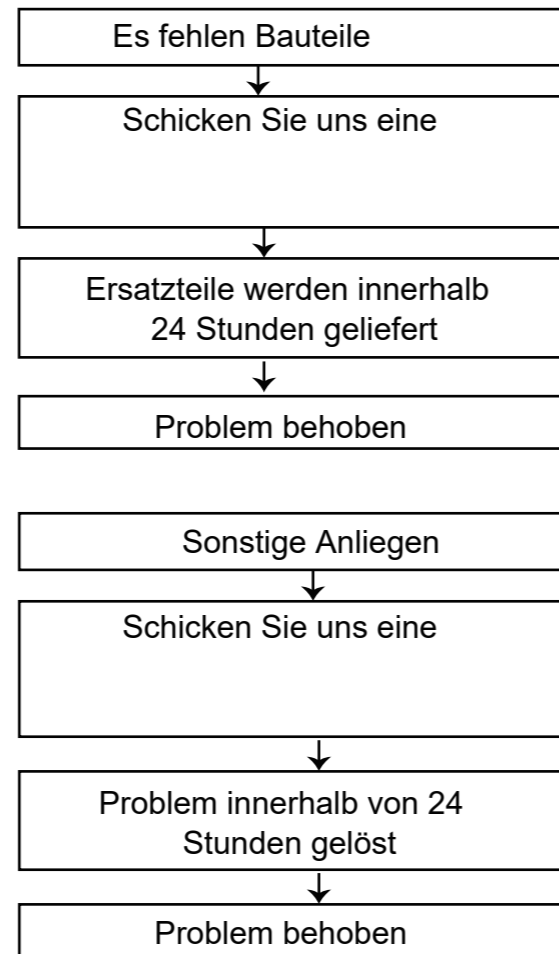 Es fehlen Bauteile
Schicken Sie uns eine
Ersatzteile werden innerhalb
24 Stunden geliefert
Problem behoben
Sonstige Anliegen
Schicken Sie uns eine
Problem innerhalb von 24
Stunden gelöst
Problem behoben